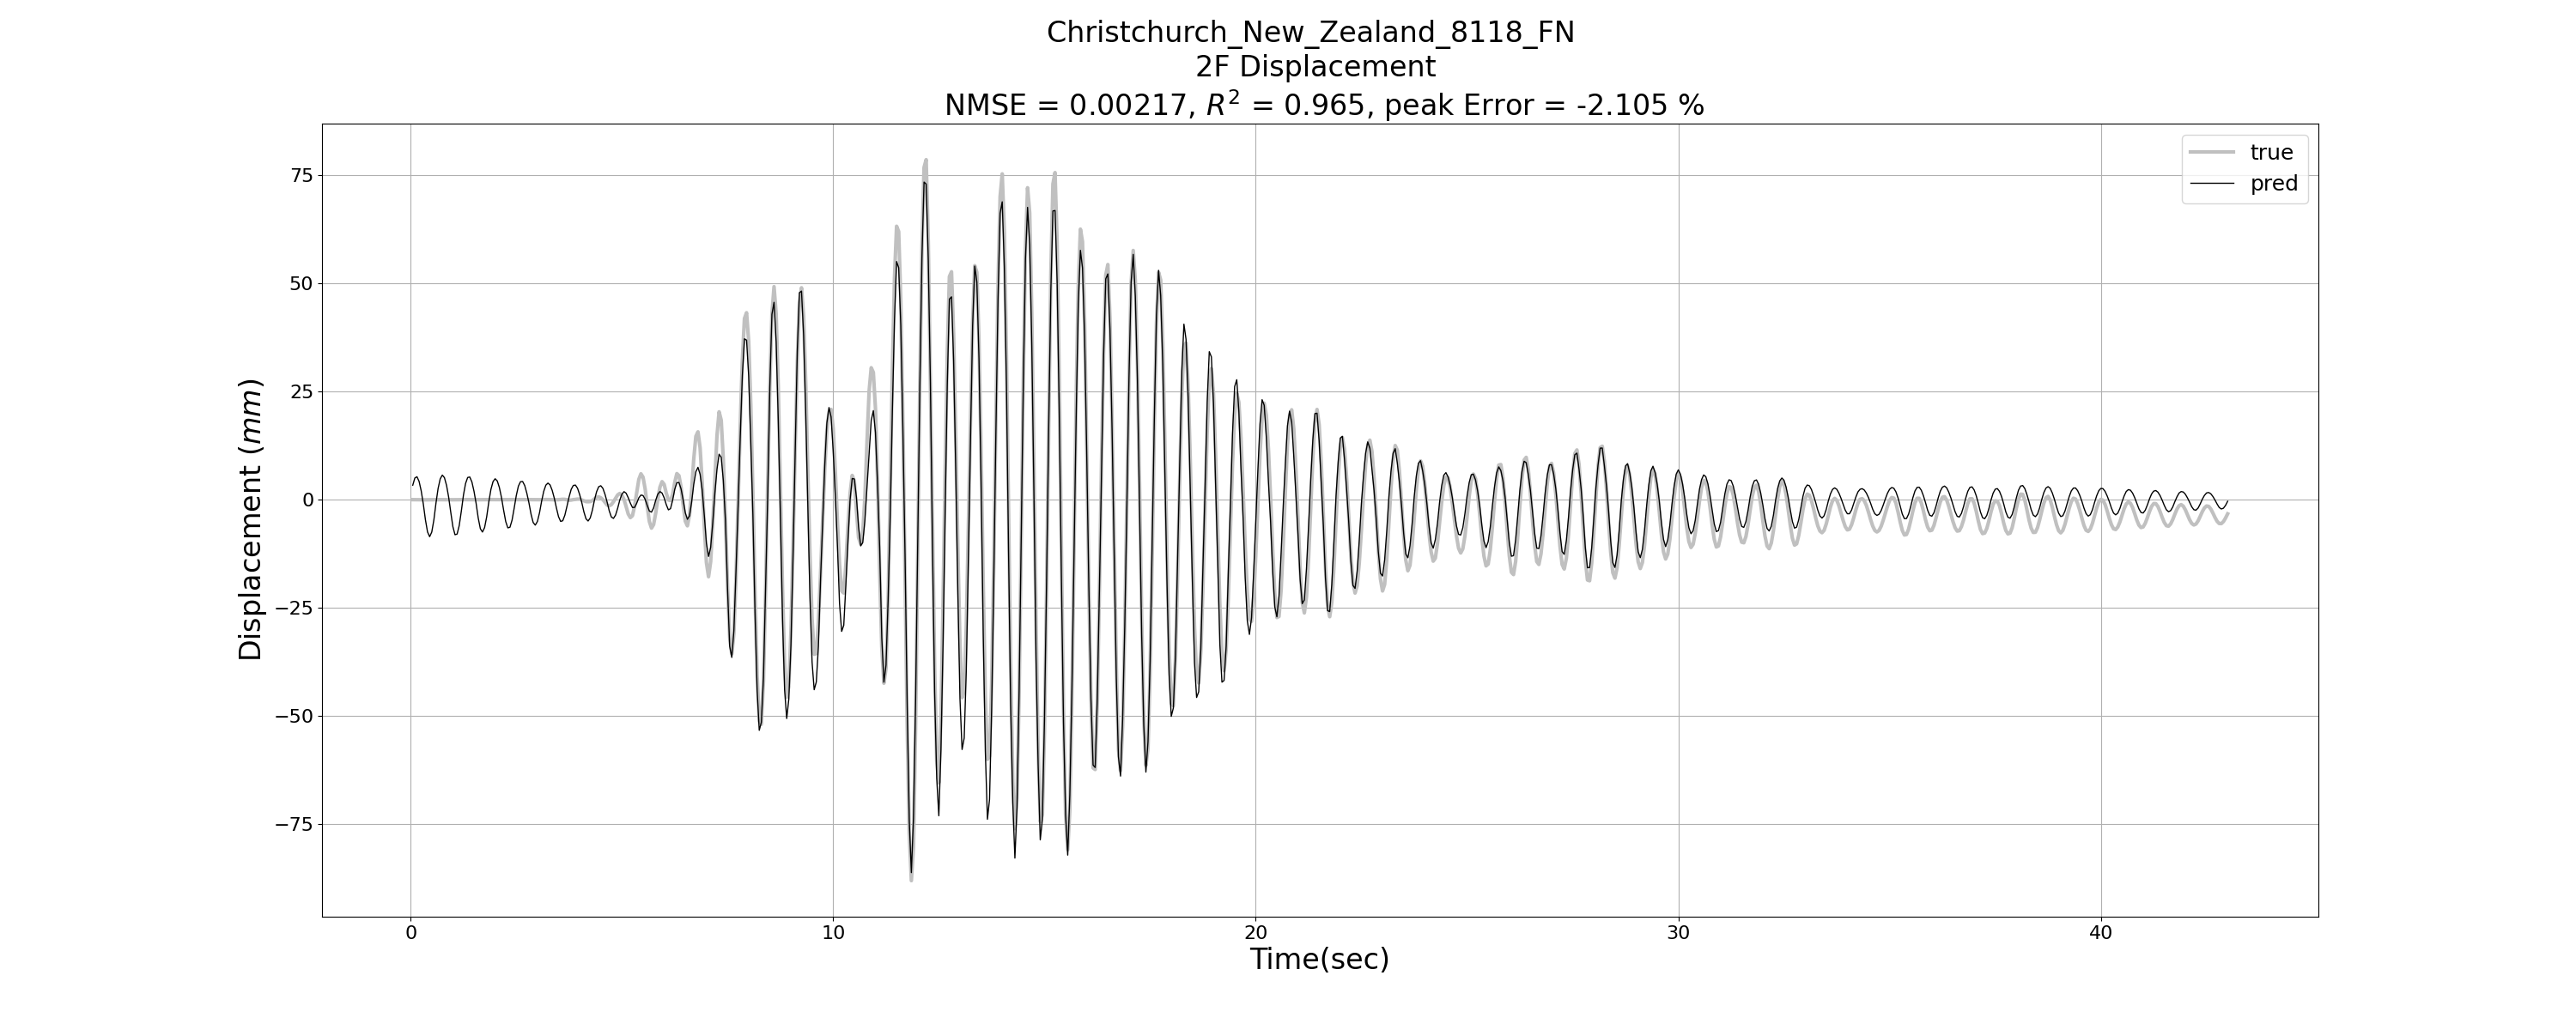 Christchurch_New_Zealand_8118_FN
2F Displacement
NMSE = 0.00217, R² = 0.965, peak Error = -2.105 %
true
pred
75
50
25
0
−25
−50
−75
Displacement (mm)
0 10 20 30 40
Time(sec)